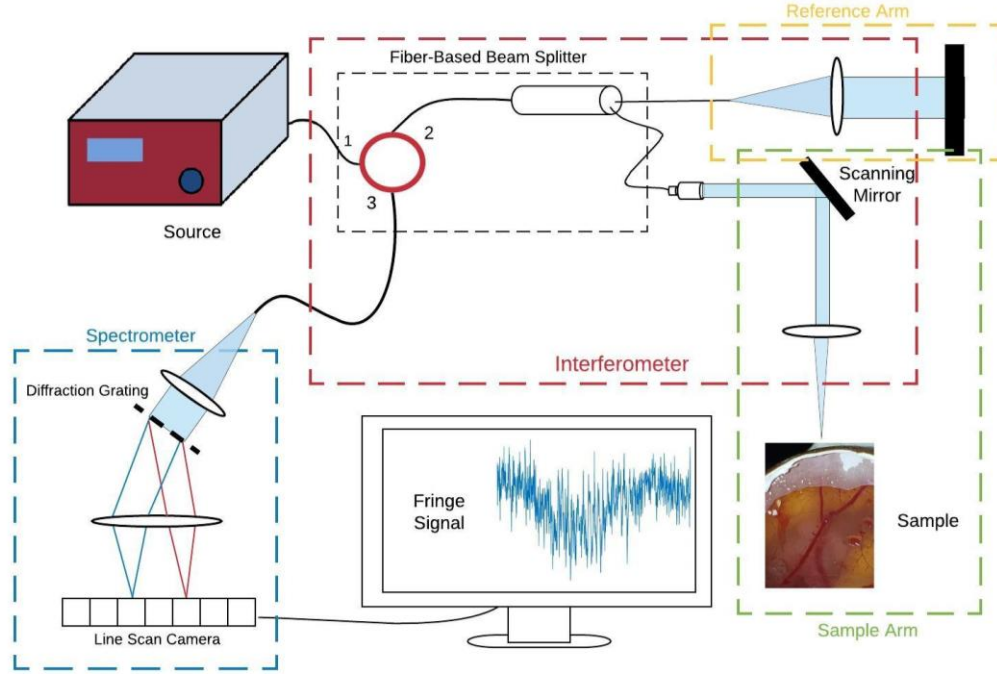 Reference Arm
Fiber-Based Beam Splitter
1
2
3
Source
Scanning
Mirror
Spectrometer
Interferometer
Diffraction Grating
Fringe
Signal
Sample
Line Scan Camera
Sample Arm